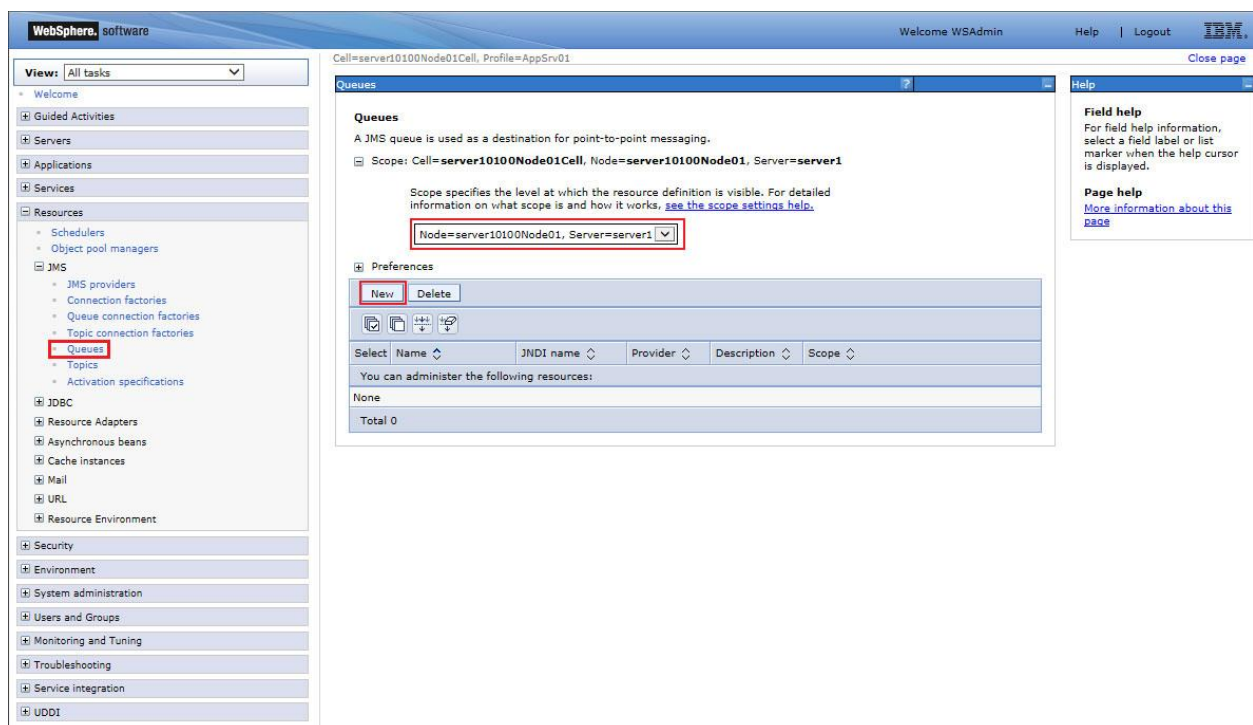 WebSphere. software
Welcome WSAdmin
Help | Logout
IBM.
View: All tasks
Welcome
Guided Activities
Servers
Applications
Services
Resources
Schedulers
Object pool managers
JMS
JMS providers
Connection factories
Queue connection factories
Topic connection factories
Queues
Topics
Activation specifications
JDBC
Resource Adapters
Asynchronous beans
Cache instances
Mail
URL
Resource Environment
Security
Environment
System administration
Users and Groups
Monitoring and Tuning
Troubleshooting
Service integration
UDDI
Cell=server10100Node01Cell, Profile=AppSrv01
Close page
Queues
?
Queues
A JMS queue is used as a destination for point-to-point messaging.
Scope: Cell=server10100Node01Cell, Node=server10100Node01, Server=server1
Scope specifies the level at which the resource definition is visible. For detailed
information on what scope is and how it works, see the scope settings help.
Node=server10100Node01, Server=server1
Preferences
New Delete
Select Name JNDI name Provider Description Scope
You can administer the following resources:
None
Total 0
Help
Field help
For field help information,
select a field label or list
marker when the help cursor
is displayed.
Page help
More information about this
page